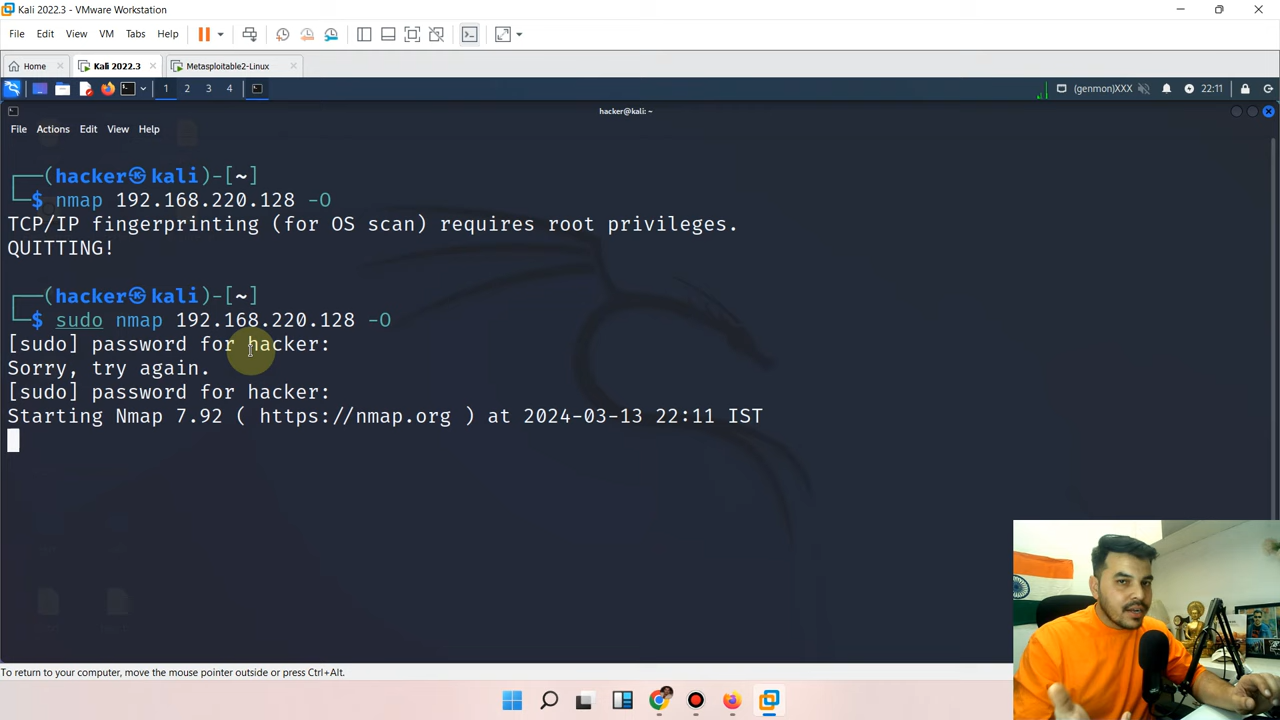 Kali 2022.3 - VMware Workstation
File Edit View VM Tabs Help
Home Kali 2022.3 Metasploitable2-Linux
1 2 3 4 (genmon)XXX 22:11
hacker@kali: ~
File Actions Edit View Help
┌──(hacker㉿kali)-[~]
└─$ nmap 192.168.220.128 -O
TCP/IP fingerprinting (for OS scan) requires root privileges.
QUITTING!
┌──(hacker㉿kali)-[~]
└─$ sudo nmap 192.168.220.128 -O
[sudo] password for hacker:
Sorry, try again.
[sudo] password for hacker:
Starting Nmap 7.92 ( https://nmap.org ) at 2024-03-13 22:11 IST
To return to your computer, move the mouse pointer outside or press Ctrl+Alt.